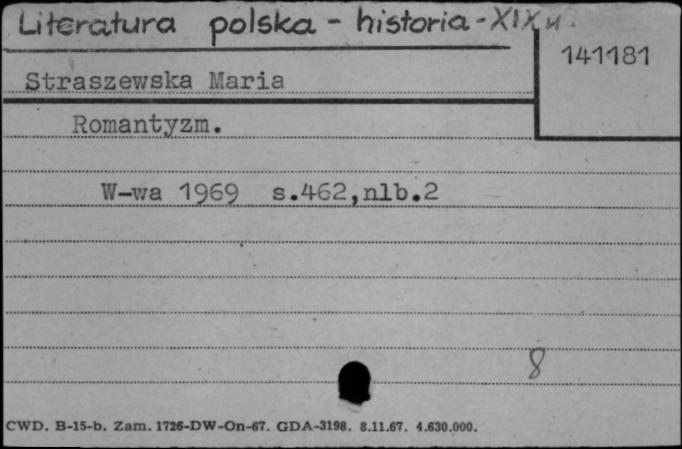 Literatura polska - historia - XIX w.
141181
Straszewska Maria
Romantyzm.
W-wa 1969 s.462,nlb.2
8
CWD. B-15-b. Zam. 1726-DW-On-67. GDA-3198. 8.11.67. 4.630.000.